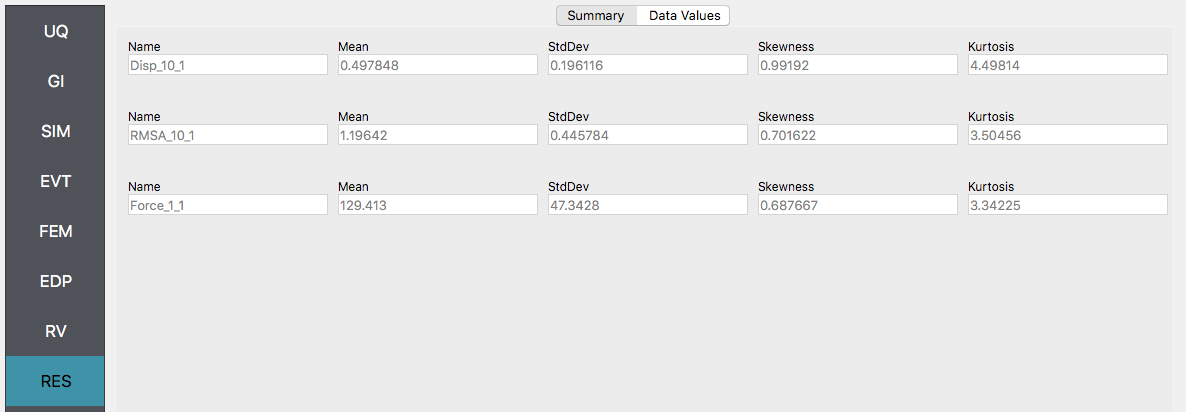 UQ
GI
SIM
EVT
FEM
EDP
RV
RES
Summary Data Values
Name Mean StdDev Skewness Kurtosis
Disp_10_1 0.497848 0.196116 0.99192 4.49814
Name Mean StdDev Skewness Kurtosis
RMSA_10_1 1.19642 0.445784 0.701622 3.50456
Name Mean StdDev Skewness Kurtosis
Force_1_1 129.413 47.3428 0.687667 3.34225